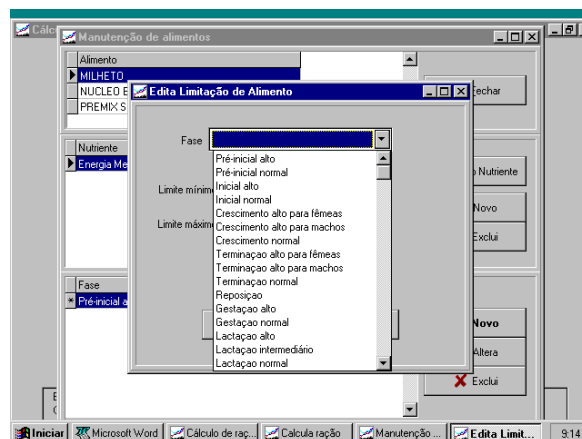 Cálc
Manutenção de alimentos
Alimento
MILHETO
NUCLEO E
PREMIX S
echar
Edita Limitação de Alimento
Fase
Nutriente
Energia Me
Nutriente
Limite mínim
Novo
Limite máxim
Exclui
Pré-inicial alto
Pré-inicial normal
Inicial alto
Inicial normal
Crescimento alto para fêmeas
Crescimento alto para machos
Crescimento normal
Terminaçao alto para fêmeas
Terminaçao alto para machos
Terminaçao normal
Reposiçao
Gestaçao alto
Gestaçao normal
Lactaçao alto
Lactaçao intermediário
Lactaçao normal
Fase
Pré-inicial a
Novo
Altera
Exclui
Iniciar
Microsoft Word
Cálculo de raç...
Calcula ração
Manutenção ...
Edita Limit...
9:14